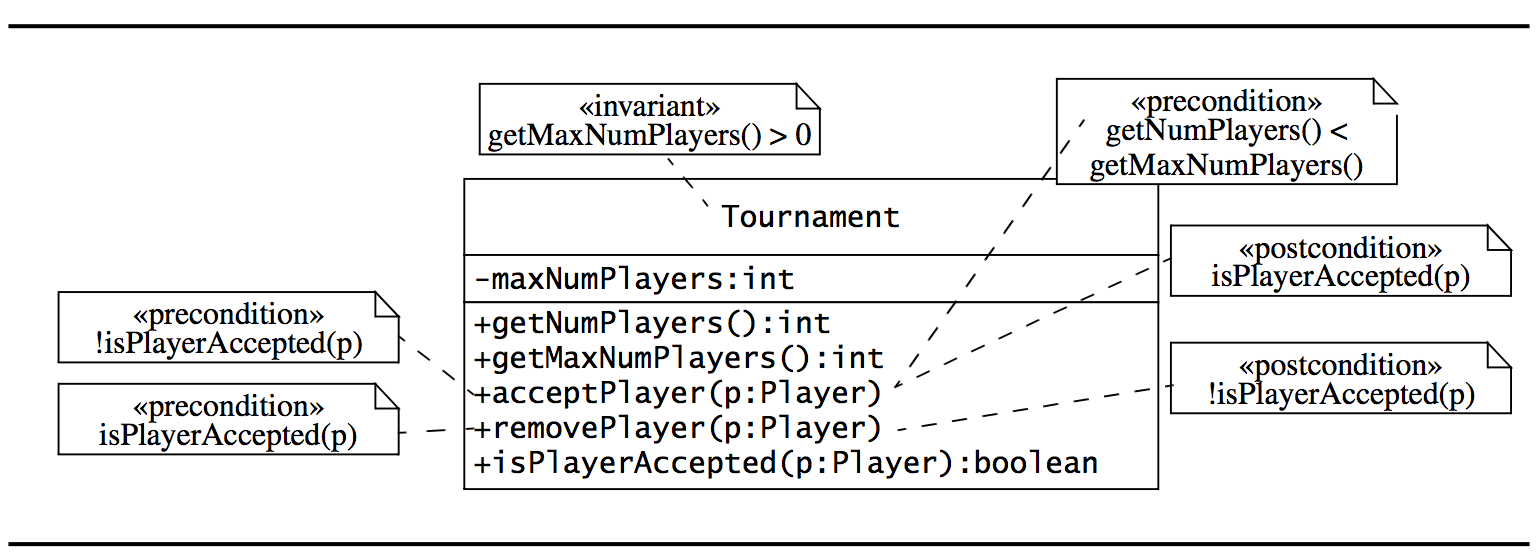 «invariant»
getMaxNumPlayers() > 0
«precondition»
getNumPlayers() <
getMaxNumPlayers()
Tournament
«postcondition»
isPlayerAccepted(p)
-maxNumPlayers:int
«precondition»
!isPlayerAccepted(p)
+getNumPlayers():int
+getMaxNumPlayers():int
+acceptPlayer(p:Player)
+removePlayer(p:Player)
+isPlayerAccepted(p:Player):boolean
«postcondition»
!isPlayerAccepted(p)
«precondition»
isPlayerAccepted(p)